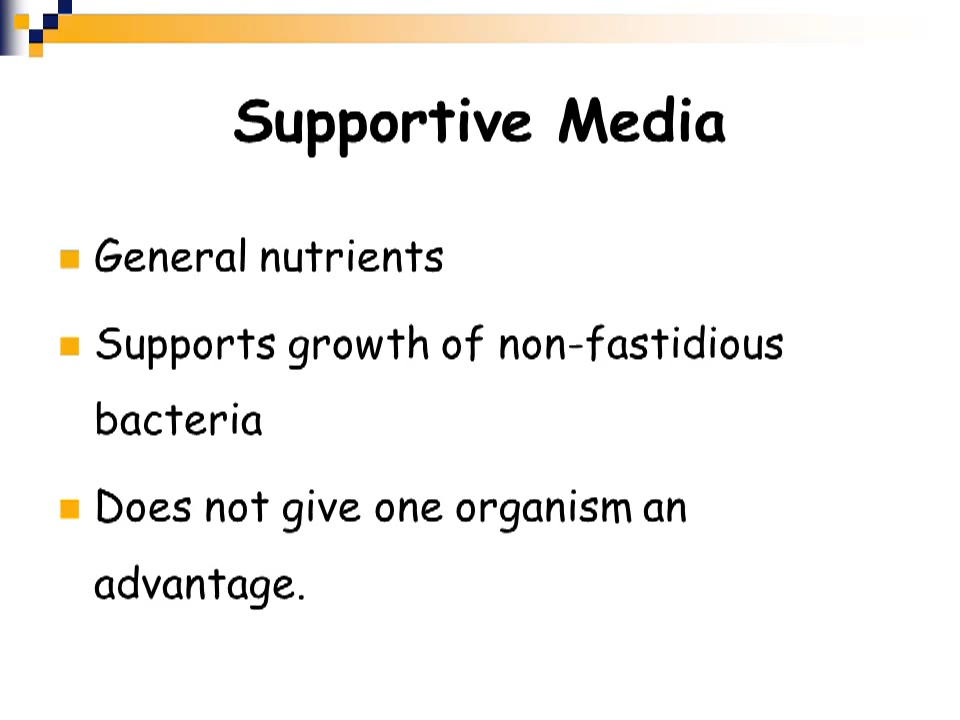 Supportive Media
General nutrients
Supports growth of non-fastidious
bacteria
Does not give one organism an
advantage.